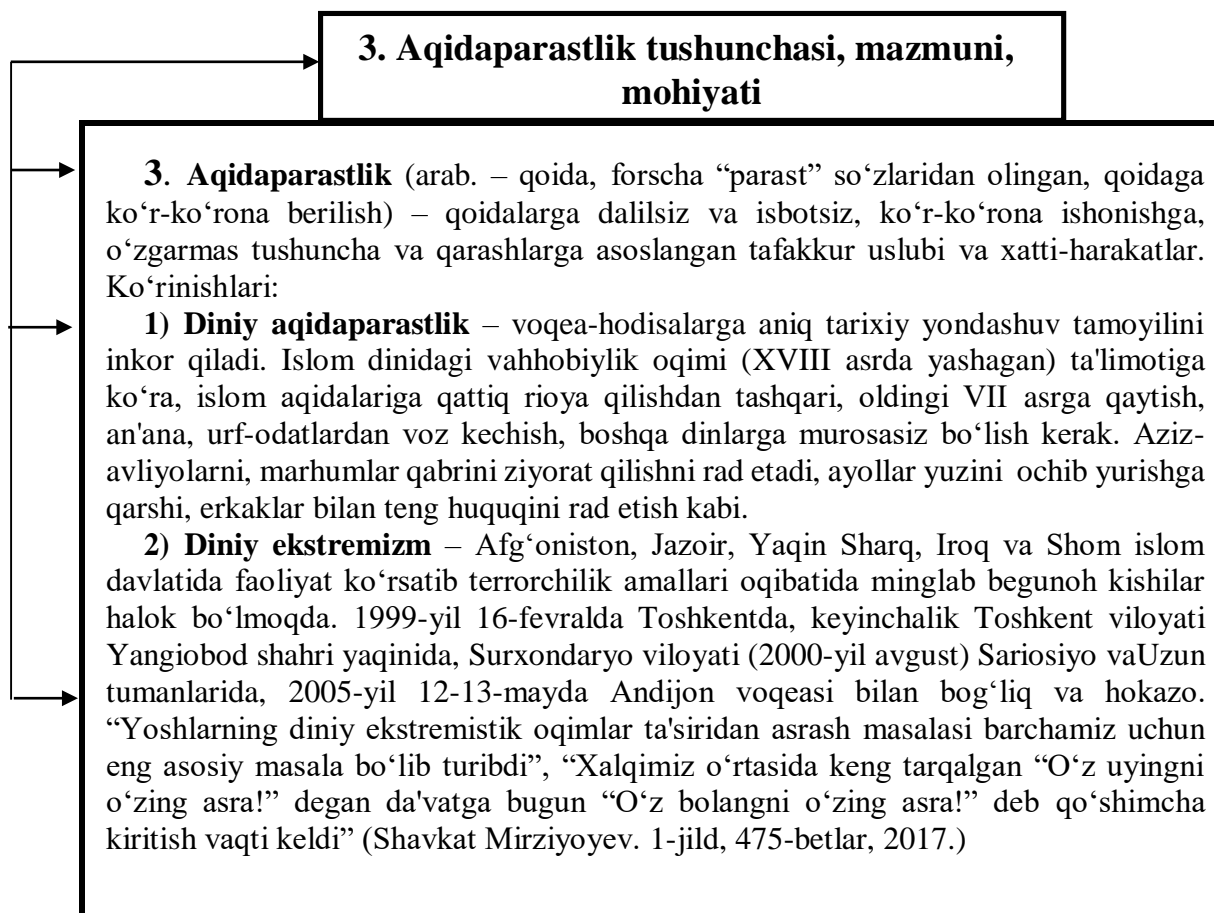 3. Aqidaparastlik tushunchasi, mazmuni,
mohiyati
3. Aqidaparastlik (arab. – qoida, forscha “parast” so‘zlaridan olingan, qoidaga
ko‘r-ko‘rona berilish) – qoidalarga dalilsiz va isbotsiz, ko‘r-ko‘rona ishonishga,
o‘zgarmas tushuncha va qarashlarga asoslangan tafakkur uslubi va xatti-harakatlar.
Ko‘rinishlari:
1) Diniy aqidaparastlik – voqea-hodisalarga aniq tarixiy yondashuv tamoyilini
inkor qiladi. Islom dinidagi vahhobiylik oqimi (XVIII asrda yashagan) ta'limotiga
ko‘ra, islom aqidalariga qattiq rioya qilishdan tashqari, oldingi VII asrga qaytish,
an'ana, urf-odatlardan voz kechish, boshqa dinlarga murosasiz bo‘lish kerak. Aziz-
avliyolarni, marhumlar qabrini ziyorat qilishni rad etadi, ayollar yuzini ochib yurishga
qarshi, erkaklar bilan teng huquqini rad etish kabi.
2) Diniy ekstremizm – Afg‘oniston, Jazoir, Yaqin Sharq, Iroq va Shom islom
davlatida faoliyat ko‘rsatib terrorchilik amallari oqibatida minglab begunoh kishilar
halok bo‘lmoqda. 1999-yil 16-fevralda Toshkentda, keyinchalik Toshkent viloyati
Yangiobod shahri yaqinida, Surxondaryo viloyati (2000-yil avgust) Sariosiyo vaUzun
tumanlarida, 2005-yil 12-13-mayda Andijon voqeasi bilan bog‘liq va hokazo.
“Yoshlarning diniy ekstremistik oqimlar ta'siridan asrash masalasi barchamiz uchun
eng asosiy masala bo‘lib turibdi”, “Xalqimiz o‘rtasida keng tarqalgan “O‘z uyingni
o‘zing asra!” degan da'vatga bugun “O‘z bolangni o‘zing asra!” deb qo‘shimcha
kiritish vaqti keldi” (Shavkat Mirziyoyev. 1-jild, 475-betlar, 2017.)